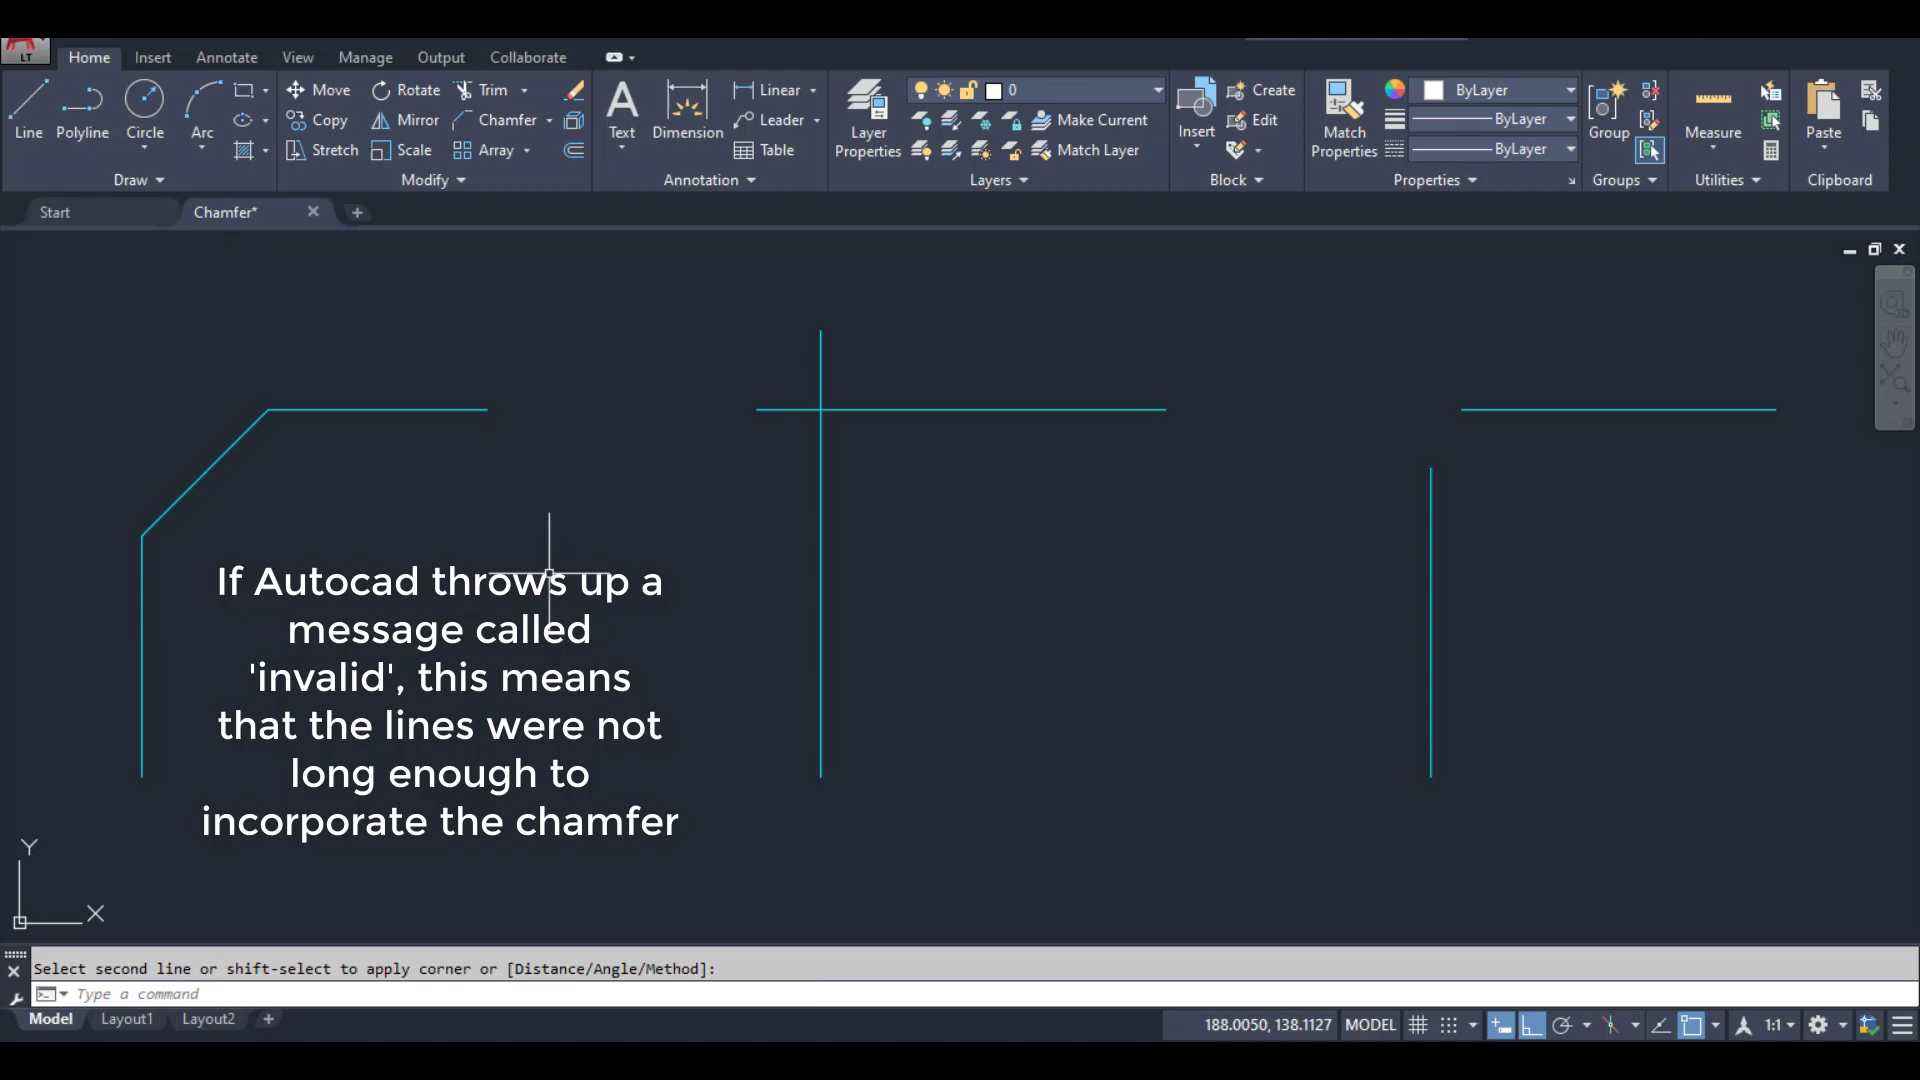 LT
Home Insert Annotate View Manage Output Collaborate
Line Polyline Circle Arc
Move Rotate Trim
Copy Mirror Chamfer
Stretch Scale Array
Text Dimension
Linear
Leader
Table
Layer Properties
0
Make Current
Match Layer
Insert
Create
Edit
Match Properties
ByLayer
ByLayer
ByLayer
Group
Measure
Paste
Draw Modify Annotation Layers Block Properties Groups Utilities Clipboard
Start Chamfer*
If Autocad throws up a
message called
'invalid', this means
that the lines were not
long enough to
incorporate the chamfer
Y
X
Select second line or shift-select to apply corner or [Distance/Angle/Method]:
Type a command
Model Layout1 Layout2
188.0050, 138.1127 MODEL 1:1